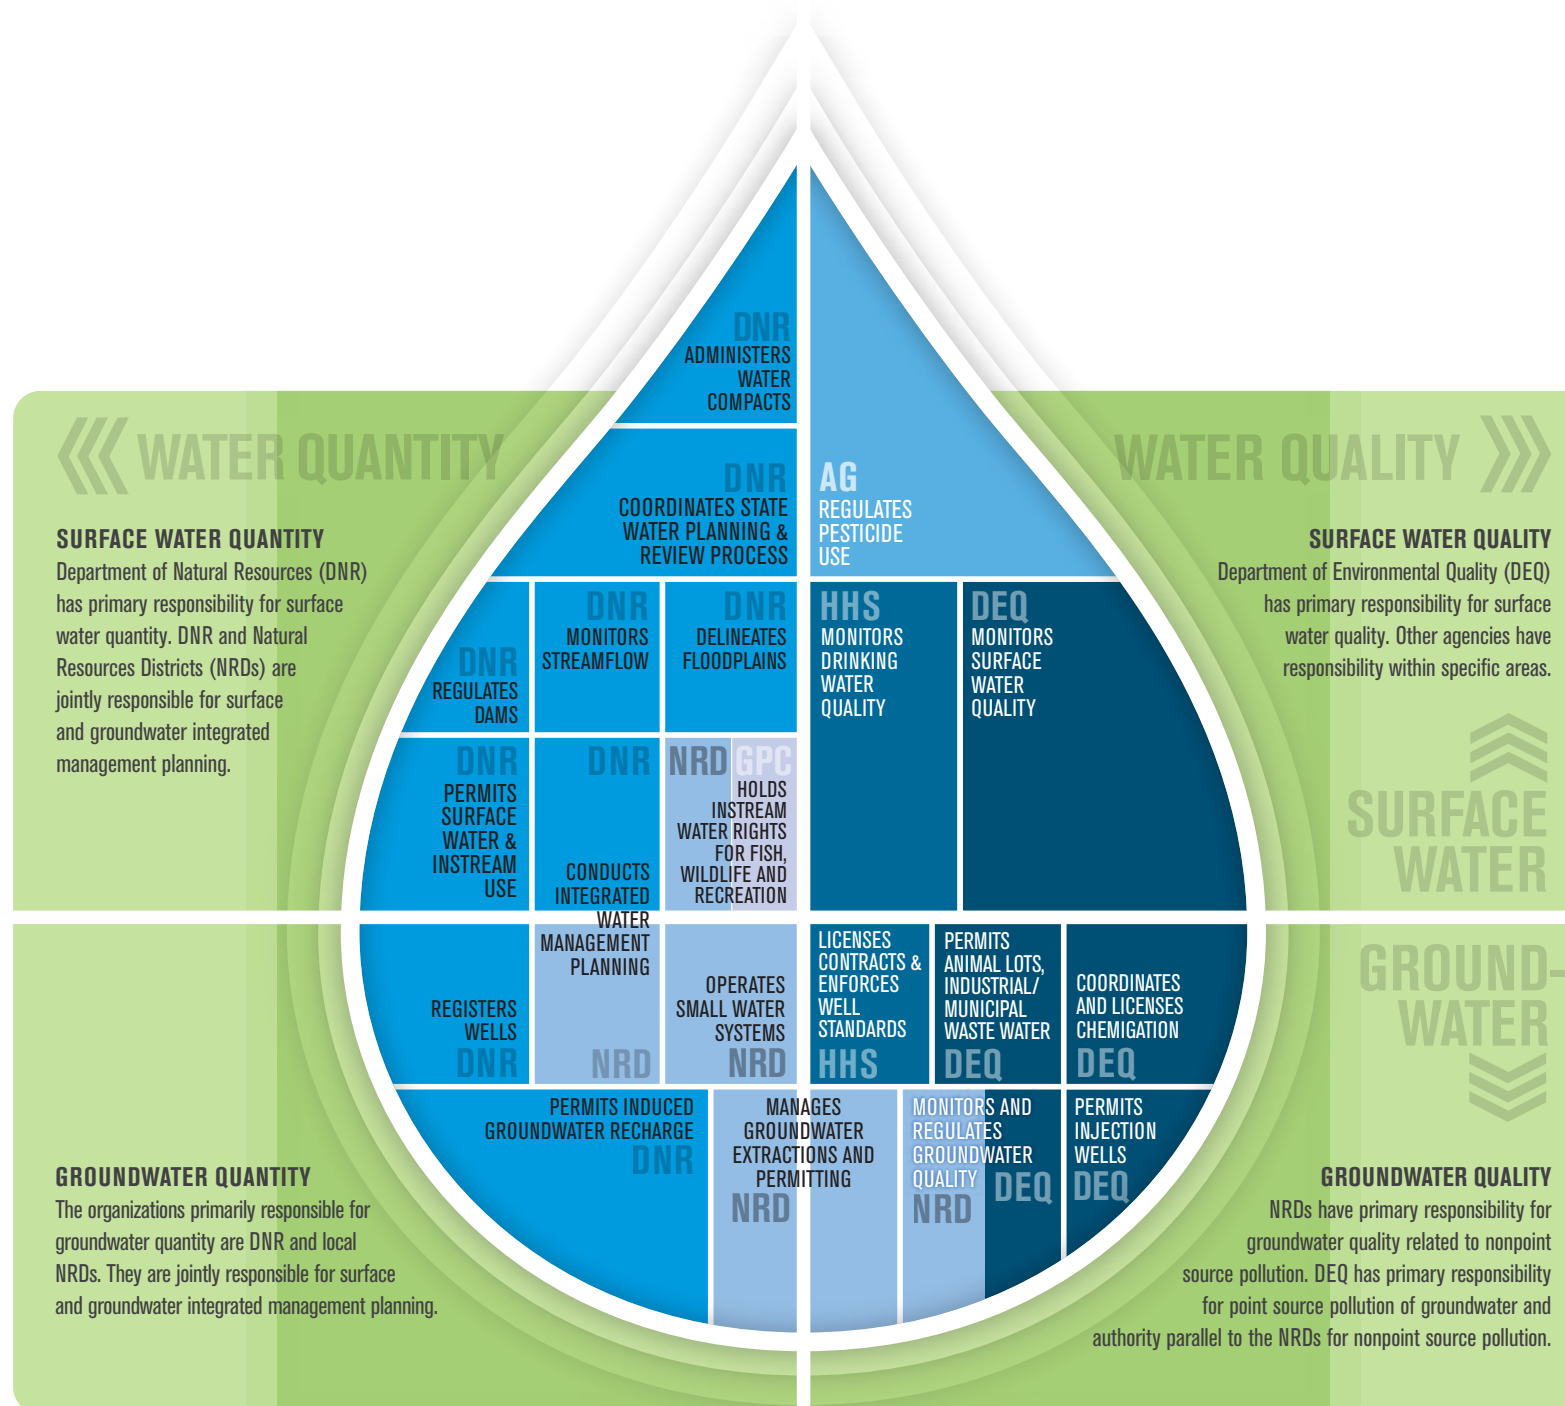 WATER QUANTITY
SURFACE WATER QUANTITY
Department of Natural Resources (DNR)
has primary responsibility for surface
water quantity. DNR and Natural
Resources Districts (NRDs) are
jointly responsible for surface
and groundwater integrated
management planning.
DNR
ADMINISTERS
WATER
COMPACTS
DNR
COORDINATES STATE
WATER PLANNING &
REVIEW PROCESS
DNR
REGULATES
DAMS
DNR
MONITORS
STREAMFLOW
DNR
DELINEATES
FLOODPLAINS
DNR
PERMITS
SURFACE
WATER &
INSTREAM
USE
DNR
CONDUCTS
INTEGRATED
WATER
MANAGEMENT
PLANNING
NRD
NRD GPC
HOLDS
INSTREAM
WATER RIGHTS
FOR FISH,
WILDLIFE AND
RECREATION
AG
REGULATES
PESTICIDE
USE
HHS
MONITORS
DRINKING
WATER
QUALITY
DEQ
MONITORS
SURFACE
WATER
QUALITY
WATER QUALITY
SURFACE WATER QUALITY
Department of Environmental Quality (DEQ)
has primary responsibility for surface
water quality. Other agencies have
responsibility within specific areas.
SURFACE
WATER
GROUND-
WATER
REGISTERS
WELLS
DNR
OPERATES
SMALL WATER
SYSTEMS
NRD
LICENSES
CONTRACTS &
ENFORCES
WELL
STANDARDS
HHS
PERMITS
ANIMAL LOTS,
INDUSTRIAL/
MUNICIPAL
WASTE WATER
DEQ
COORDINATES
AND LICENSES
CHEMIGATION
DEQ
PERMITS INDUCED
GROUNDWATER RECHARGE
DNR
MANAGES
GROUNDWATER
EXTRACTIONS AND
PERMITTING
NRD
MONITORS AND
REGULATES
GROUNDWATER
QUALITY
NRD DEQ
PERMITS
INJECTION
WELLS
DEQ
GROUNDWATER QUANTITY
The organizations primarily responsible for
groundwater quantity are DNR and local
NRDs. They are jointly responsible for surface
and groundwater integrated management planning.
GROUNDWATER QUALITY
NRDs have primary responsibility for
groundwater quality related to nonpoint
source pollution. DEQ has primary responsibility
for point source pollution of groundwater and
authority parallel to the NRDs for nonpoint source pollution.